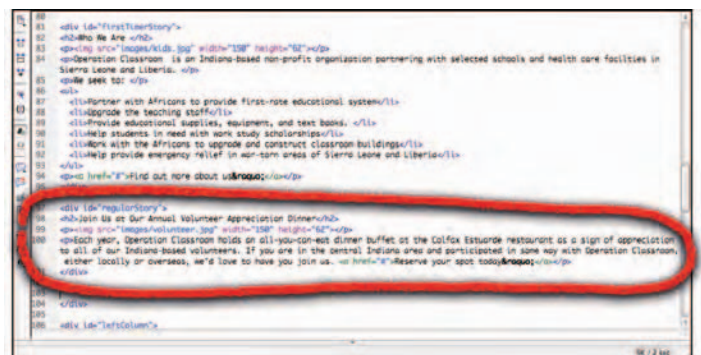 80
81 <div id="firstTimerStory">
82 <h2>Who We Are </h2>
83 <p><img src="images/kids.jpg" width="150" height="62"></p>
84 <p>Operation Classroom is an Indiana-based non-profit organization partnering with selected schools and health care facilties in
Sierra Leone and Liberia. </p>
85 <p>We seek to: </p>
86 <ul>
87 <li>Partner with Africans to provide first-rate educational system</li>
88 <li>Upgrade the teaching staff</li>
89 <li>Provide educational supplies, equipment, and text books. </li>
90 <li>Help students in need with work study scholarships</li>
91 <li>Work with the Africans to upgrade and construct classroom buildings</li>
92 <li>Help provide emergency relief in war-torn areas of Sierra Leone and Liberia</li>
93 </ul>
94 <p><a href="#">Find out more about us&raquo;</a></p>
<div id="regularStory">
98 <h2>Join Us at Our Annual Volunteer Appreciation Dinner</h2>
99 <p><img src="images/volunteer.jpg" width="150" height="62"></p>
100 <p>Each year, Operation Classroom holds an all-you-can-eat dinner buffet at the Colfax Estuarde restaurant as a sign of appreciation
to all of our Indiana-based volunteers. If you are in the central Indiana area and participated in some way with Operation Classroom,
either locally or overseas, we'd love to have you join us. <a href="#">Reserve your spot today&raquo;</a></p>
</div>
104 </div>
105
106 <div id="leftColumn">